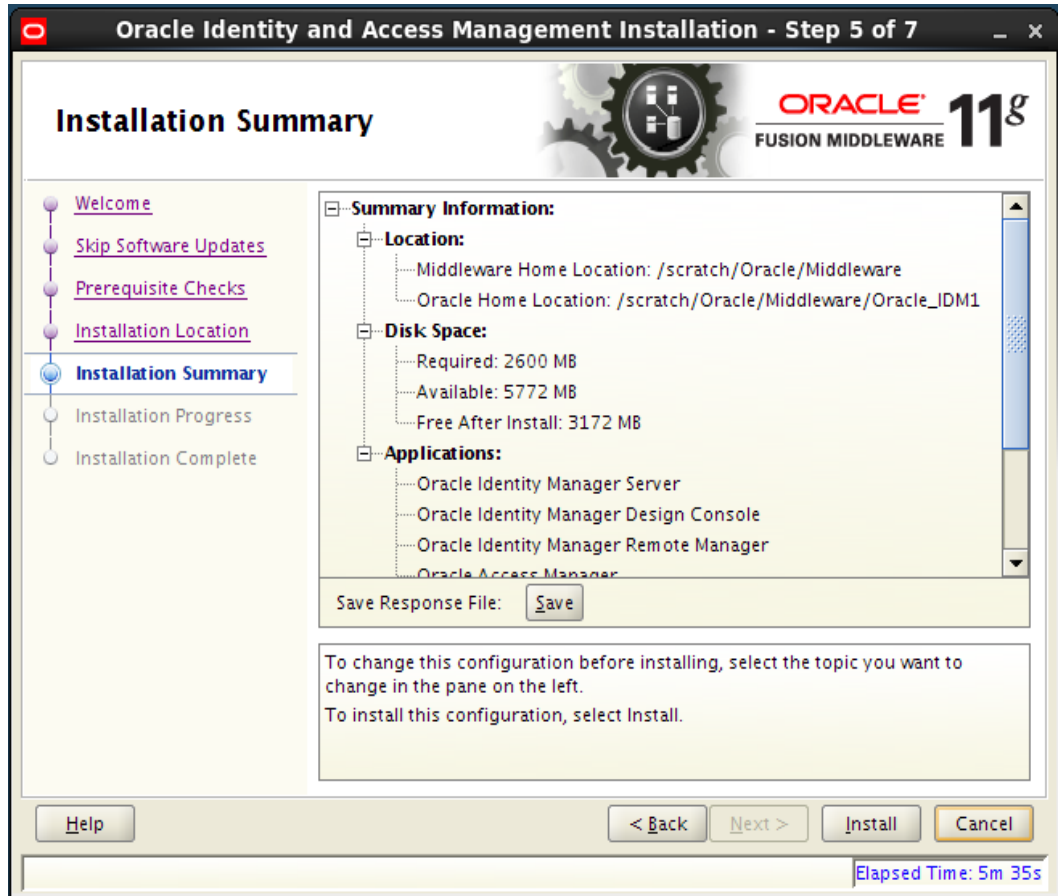 Oracle Identity and Access Management Installation - Step 5 of 7
Installation Summary
ORACLE
FUSION MIDDLEWARE
11g
Welcome
Skip Software Updates
Prerequisite Checks
Installation Location
Installation Summary
Installation Progress
Installation Complete
Summary Information:
Location:
Middleware Home Location: /scratch/Oracle/Middleware
Oracle Home Location: /scratch/Oracle/Middleware/Oracle_IDM1
Disk Space:
Required: 2600 MB
Available: 5772 MB
Free After Install: 3172 MB
Applications:
Oracle Identity Manager Server
Oracle Identity Manager Design Console
Oracle Identity Manager Remote Manager
Oracle Access Manager
Save Response File: Save
To change this configuration before installing, select the topic you want to
change in the pane on the left.
To install this configuration, select Install.
Help < Back Next > Install Cancel
Elapsed Time: 5m 35s